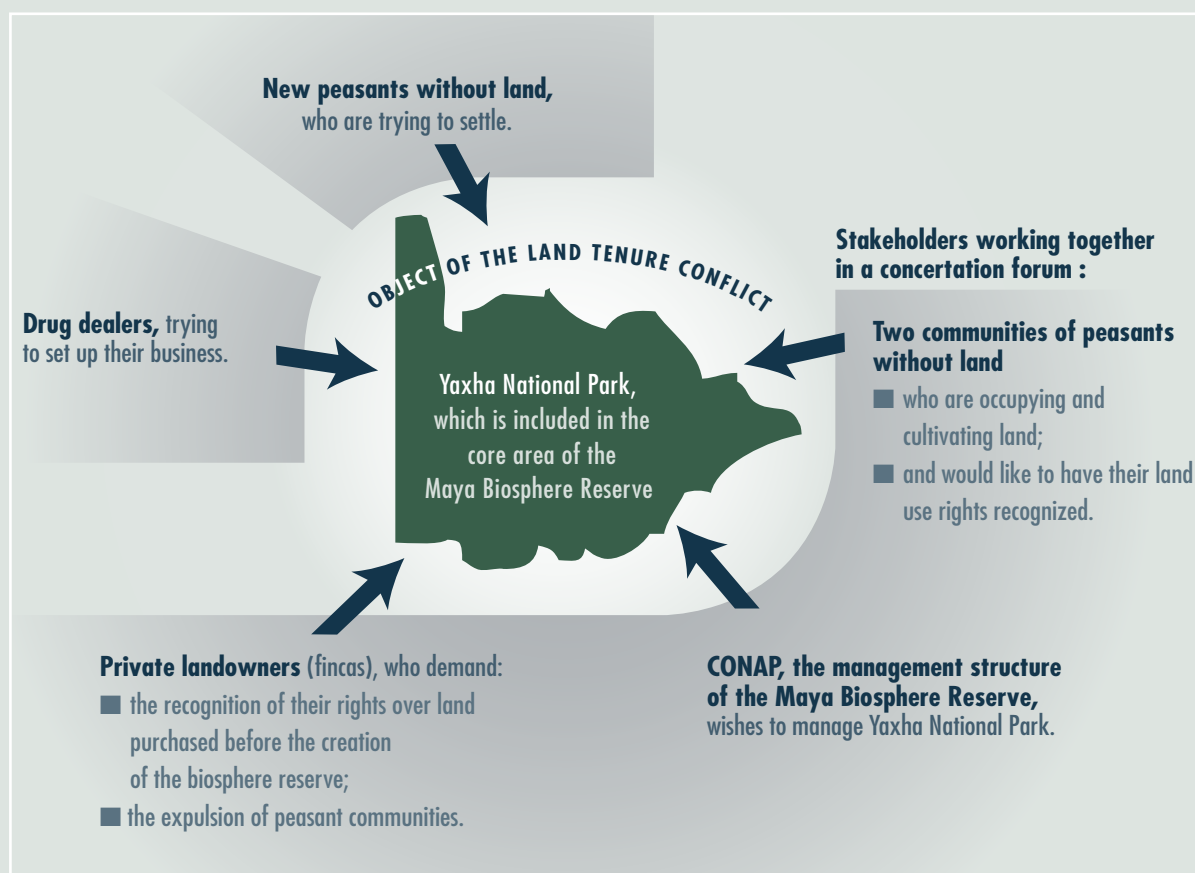 New peasants without land,
who are trying to settle.
OBJECT OF THE LAND TENURE CONFLICT
Stakeholders working together
in a concertation forum :
Drug dealers, trying
to set up their business.
Two communities of peasants
without land
■ who are occupying and
cultivating land;
■ and would like to have their land
use rights recognized.
Yaxha National Park,
which is included in the
core area of the
Maya Biosphere Reserve
Private landowners (fincas), who demand:
■ the recognition of their rights over land
purchased before the creation
of the biosphere reserve;
■ the expulsion of peasant communities.
CONAP, the management structure
of the Maya Biosphere Reserve,
wishes to manage Yaxha National Park.